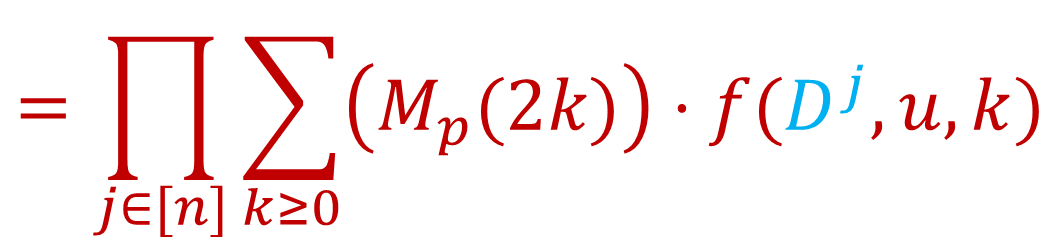 = ∏_{j∈[n]} ∑_{k≥0} (M_p(2k)) · f(D^j, u, k)